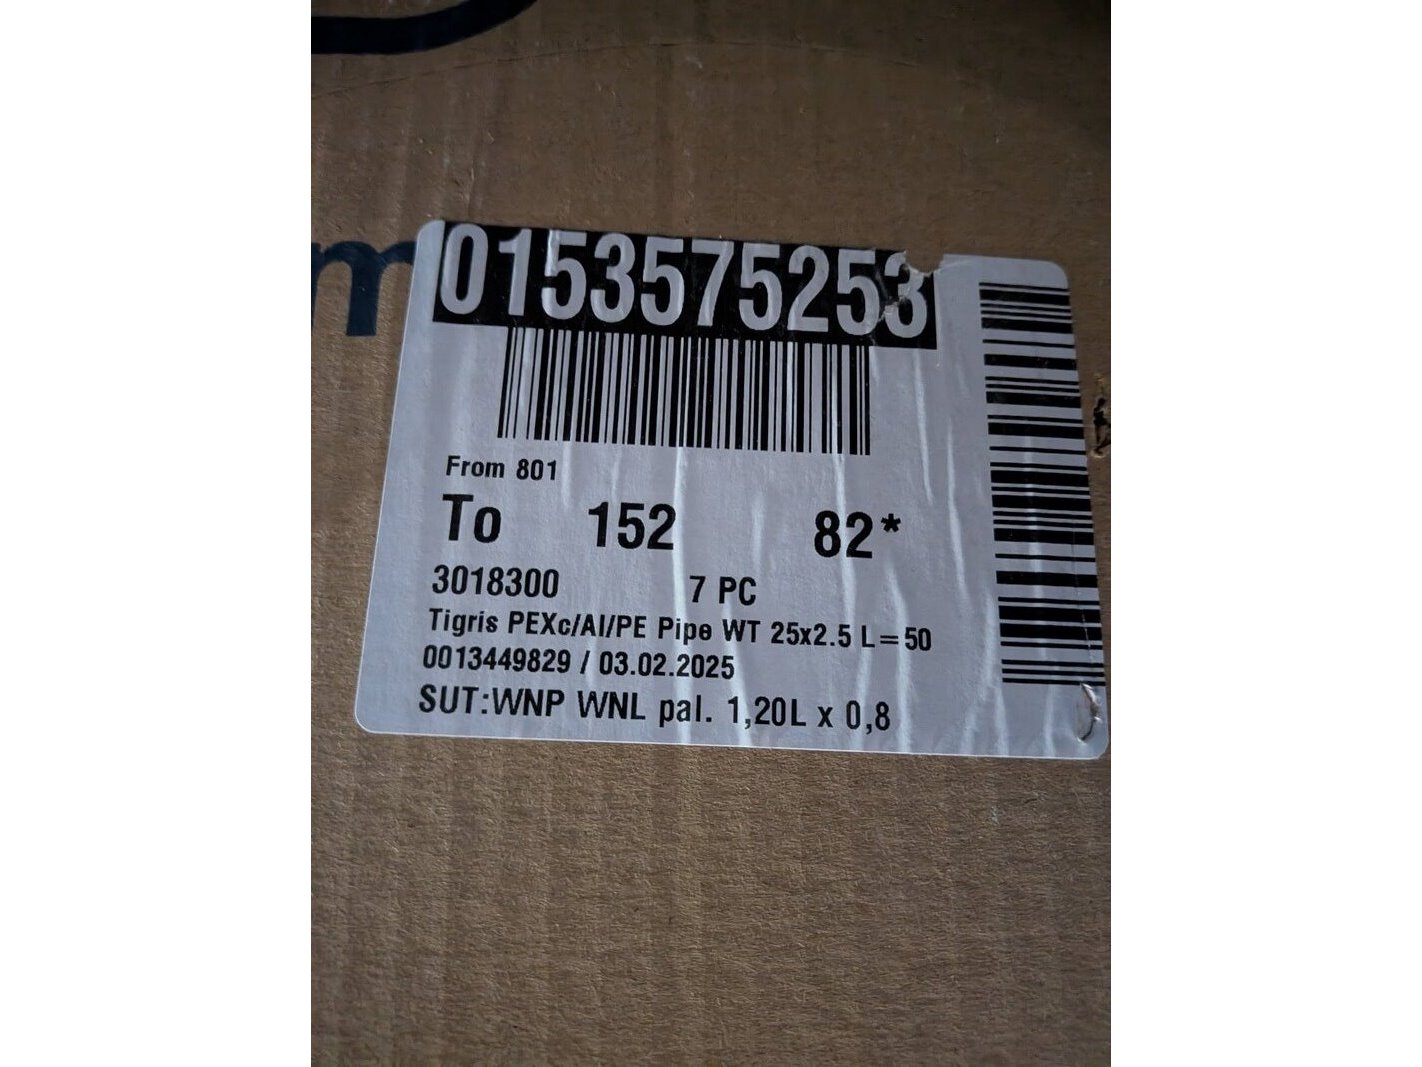 m
0153575253
From 801
To 152 82*
3018300 7 PC
Tigris PEXc/Al/PE Pipe WT 25x2.5 L=50
0013449829 / 03.02.2025
SUT:WNP WNL pal. 1,20L x 0,8